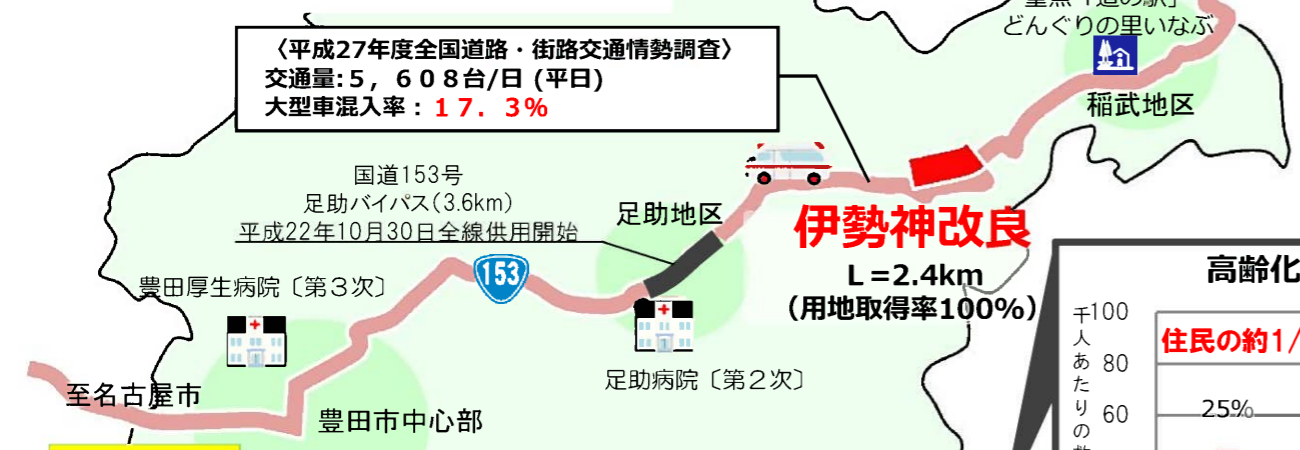 重点「道の駅」
どんぐりの里いなぶ
〈平成27年度全国道路・街路交通情勢調査〉
交通量:５，６０８台/日 (平日)
大型車混入率：１７．３%
稲武地区
国道153号
足助バイパス(3.6km)
平成22年10月30日全線供用開始
足助地区
伊勢神改良
Ｌ＝2.4km
（用地取得率100%）
豊田厚生病院〔第３次〕
153
足助病院〔第２次〕
至名古屋市
豊田市中心部
高齢化
千人あたりの
100
住民の約1/
80
60
25%